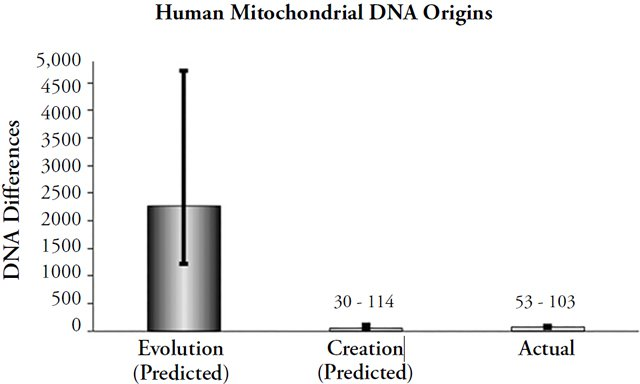 Human Mitochondrial DNA Origins
DNA Differences
5,000
4500
4000
3500
3000
2500
2000
1500
1000
500
0
30 - 114
53 - 103
Evolution
(Predicted)
Creation
(Predicted)
Actual